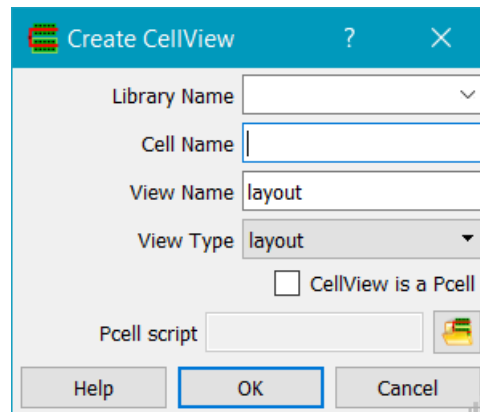 Create CellView ?
Library Name
Cell Name
View Name layout
View Type layout
CellView is a Pcell
Pcell script
Help OK Cancel